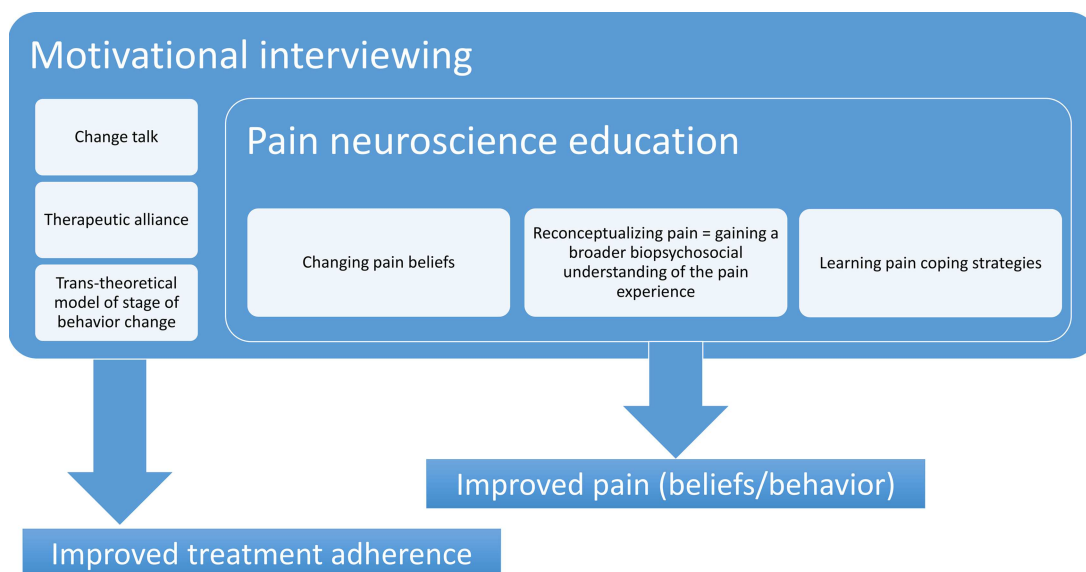 Motivational interviewing
Change talk
Therapeutic alliance
Trans-theoretical
model of stage of
behavior change
Pain neuroscience education
Changing pain beliefs
Reconceptualizing pain = gaining a
broader biopsychosocial
understanding of the pain
experience
Learning pain coping strategies
Improved pain (beliefs/behavior)
Improved treatment adherence